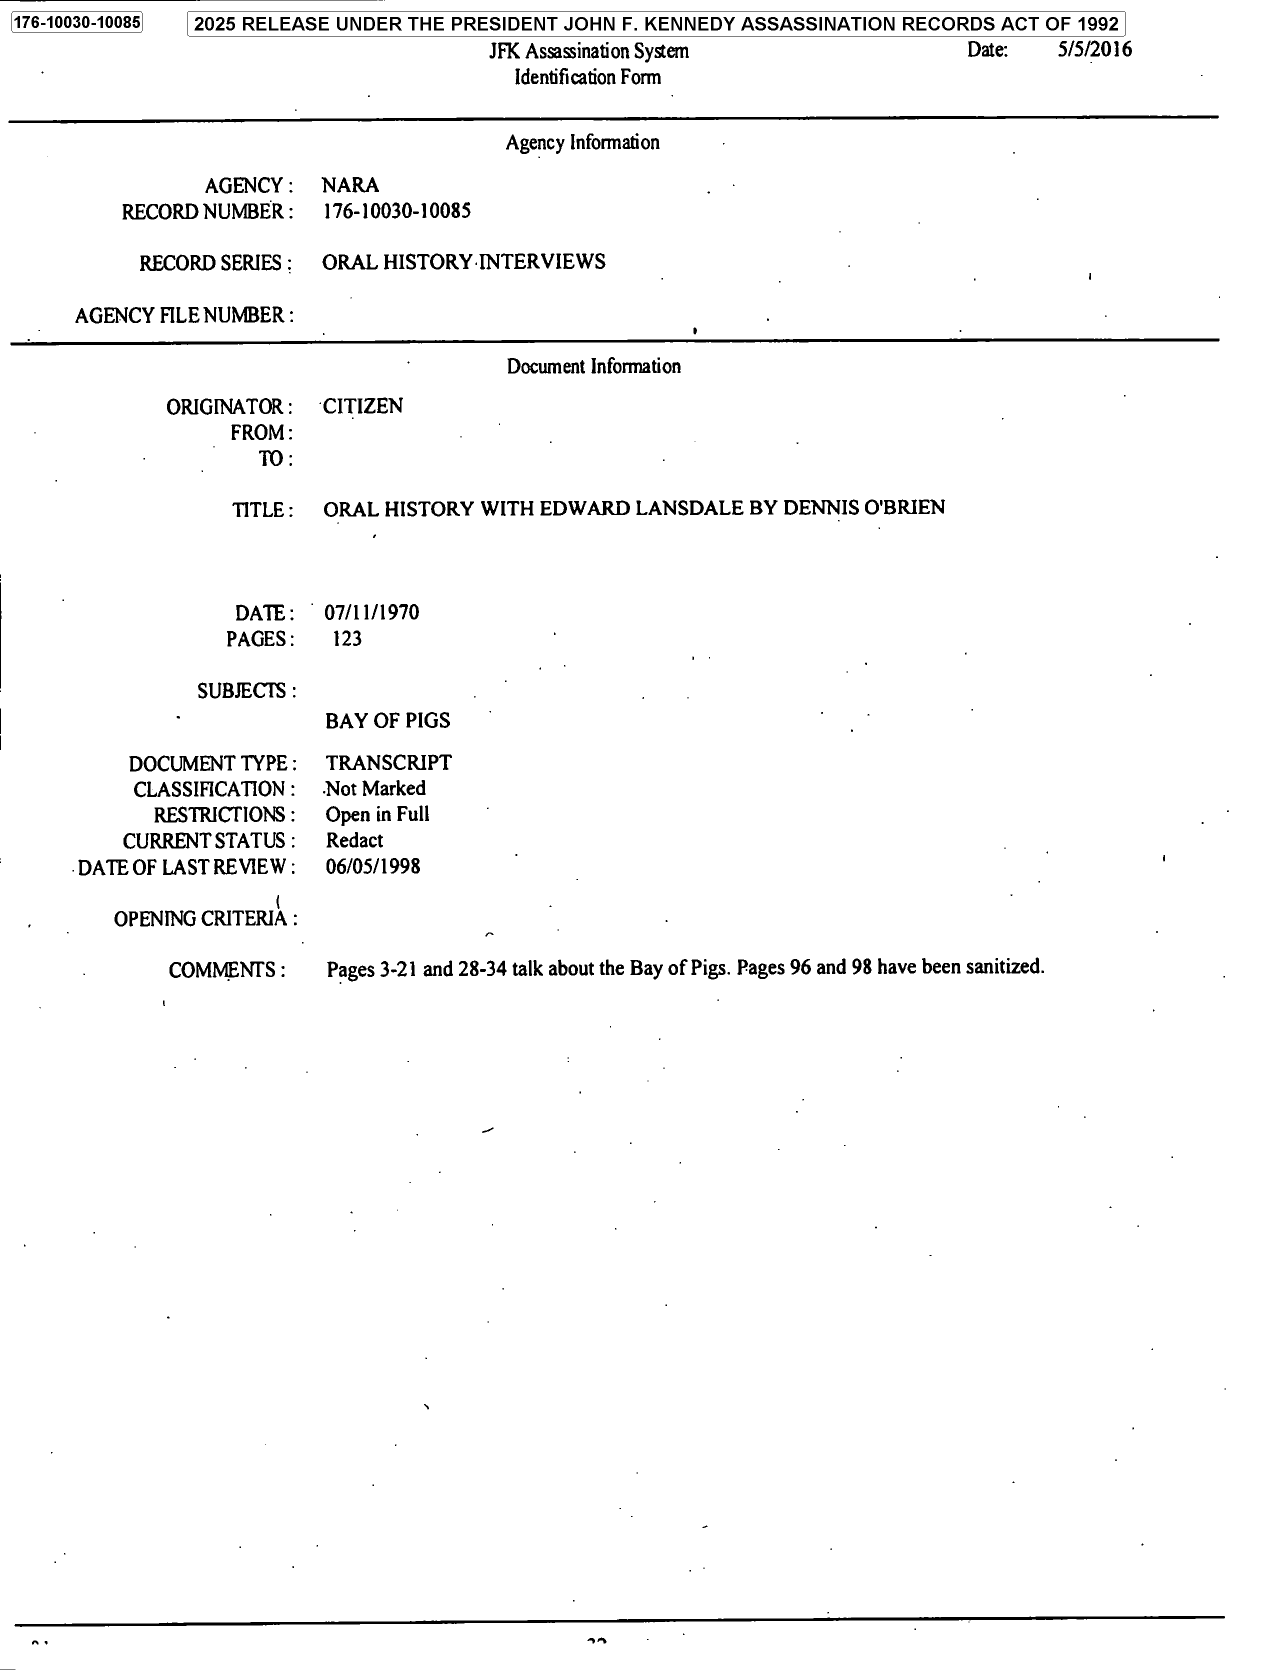 176-10030-10085 2025 RELEASE UNDER THE PRESIDENT JOHN F. KENNEDY ASSASSINATION RECORDS ACT OF 1992
JFK Assassination System Date: 5/5/2016
Identification Form
Agency Information
AGENCY : NARA
RECORD NUMBER : 176-10030-10085
RECORD SERIES : ORAL HISTORY INTERVIEWS
AGENCY FILE NUMBER :
Document Information
ORIGINATOR : CITIZEN
FROM :
TO :
TITLE : ORAL HISTORY WITH EDWARD LANSDALE BY DENNIS O'BRIEN
DATE : 07/11/1970
PAGES : 123
SUBJECTS :
BAY OF PIGS
DOCUMENT TYPE : TRANSCRIPT
CLASSIFICATION : Not Marked
RESTRICTIONS : Open in Full
CURRENT STATUS : Redact
DATE OF LAST REVIEW : 06/05/1998
OPENING CRITERIA :
COMMENTS : Pages 3-21 and 28-34 talk about the Bay of Pigs. Pages 96 and 98 have been sanitized.